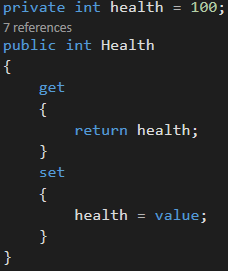 private int health = 100;
7 references
public int Health
{
    get
    {
        return health;
    }
    set
    {
        health = value;
    }
}